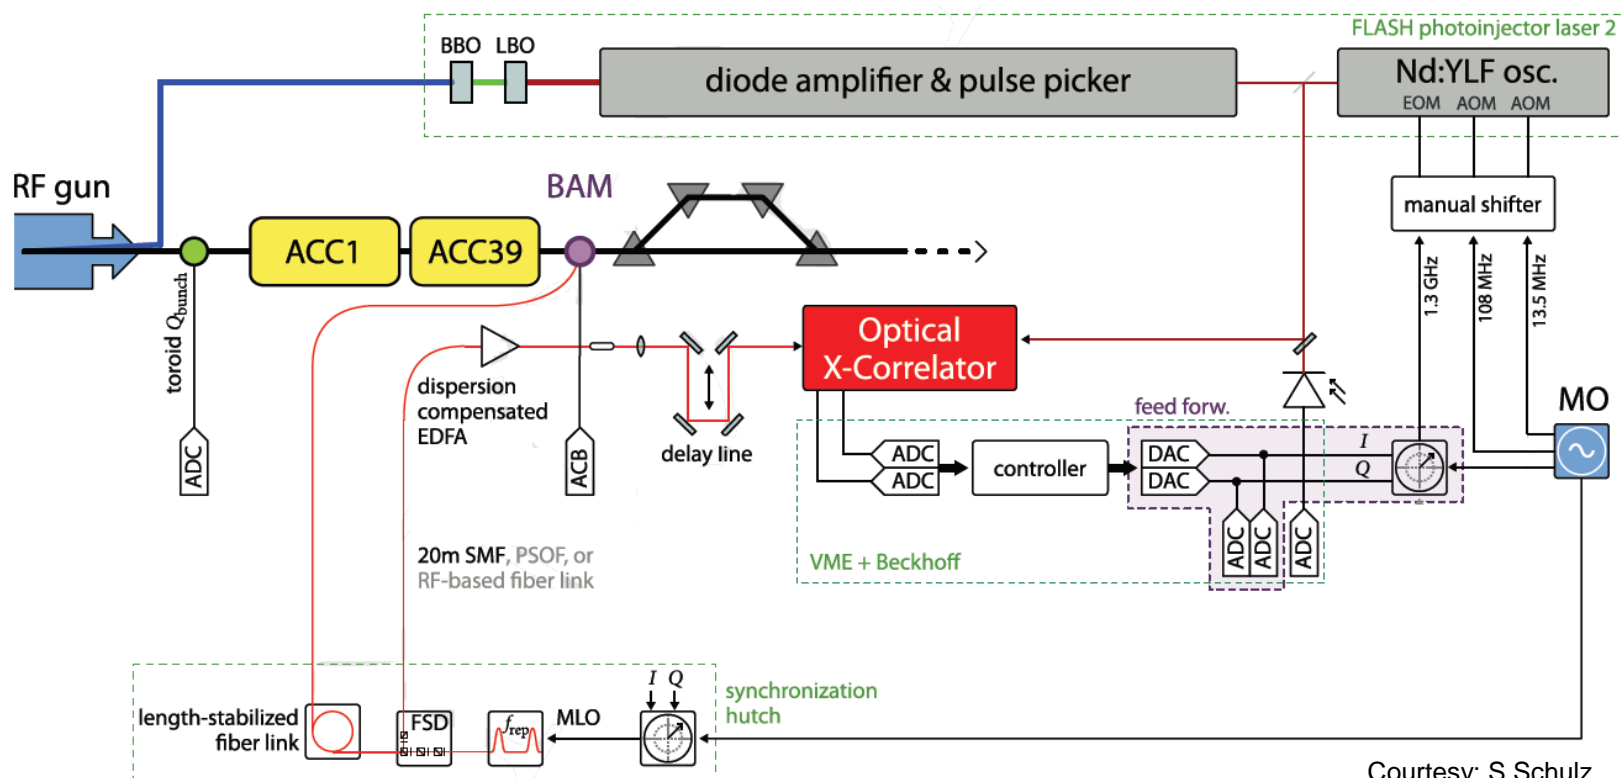 FLASH photoinjector laser 2
BBO LBO
diode amplifier & pulse picker
Nd:YLF osc.
EOM AOM AOM
manual shifter
RF gun
BAM
ACC1
ACC39
toroid Qbunch
1.3 GHz
108 MHz
13.5 MHz
Optical
X-Correlator
dispersion
compensated
EDFA
delay line
feed forw.
MO
ADC
ACB
ADC
ADC
controller
DAC
DAC
I
Q
ADC
ADC
ADC
VME + Beckhoff
20m SMF, PSOF, or
RF-based fiber link
I Q
synchronization
hutch
length-stabilized
fiber link
FSD
frep
MLO
Courtesy: S.Schulz